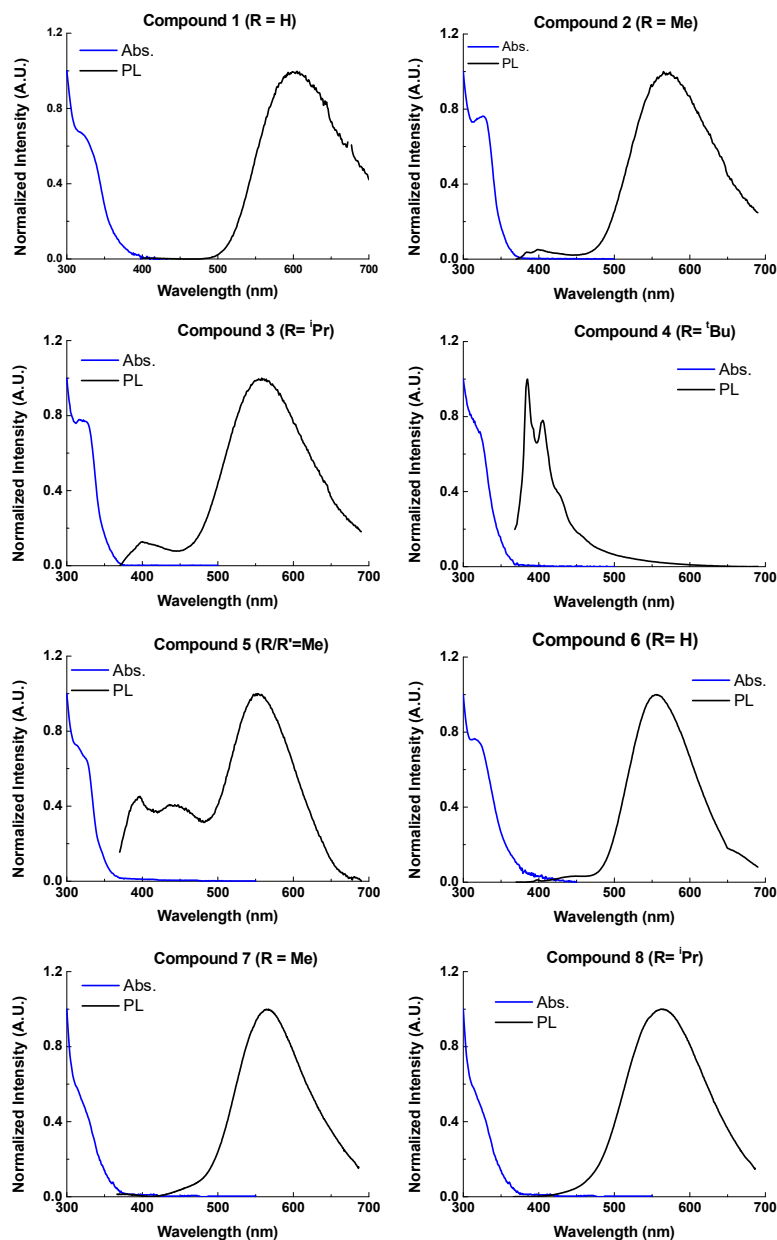 Compound 1 (R = H)
Abs.
PL
Normalized Intensity (A.U.)
1.2
0.8
0.4
0.0
300 400 500 600 700
Wavelength (nm)
Compound 2 (R = Me)
Abs.
PL
Normalized Intensity (A.U.)
1.2
0.8
0.4
0.0
300 400 500 600 700
Wavelength (nm)
Compound 3 (R= ⁱPr)
Abs.
PL
Normalized Intensity (A.U.)
1.2
0.8
0.4
0.0
300 400 500 600 700
Wavelength (nm)
Compound 4 (R= ᵗBu)
Abs.
PL
Normalized Intensity (A.U.)
1.2
0.8
0.4
0.0
300 400 500 600 700
Wavelength (nm)
Compound 5 (R/R'=Me)
Abs.
PL
Normalized Intensity (A.U.)
1.2
0.8
0.4
0.0
300 400 500 600 700
Wavelength (nm)
Compound 6 (R= H)
Abs.
PL
Normalized Intensity (A.U.)
1.2
0.8
0.4
0.0
300 400 500 600 700
Wavelength (nm)
Compound 7 (R = Me)
Abs.
PL
Normalized Intensity (A.U.)
1.2
0.8
0.4
0.0
300 400 500 600 700
Wavelength (nm)
Compound 8 (R= ⁱPr)
Abs.
PL
Normalized Intensity (A.U.)
1.2
0.8
0.4
0.0
300 400 500 600 700
Wavelength (nm)